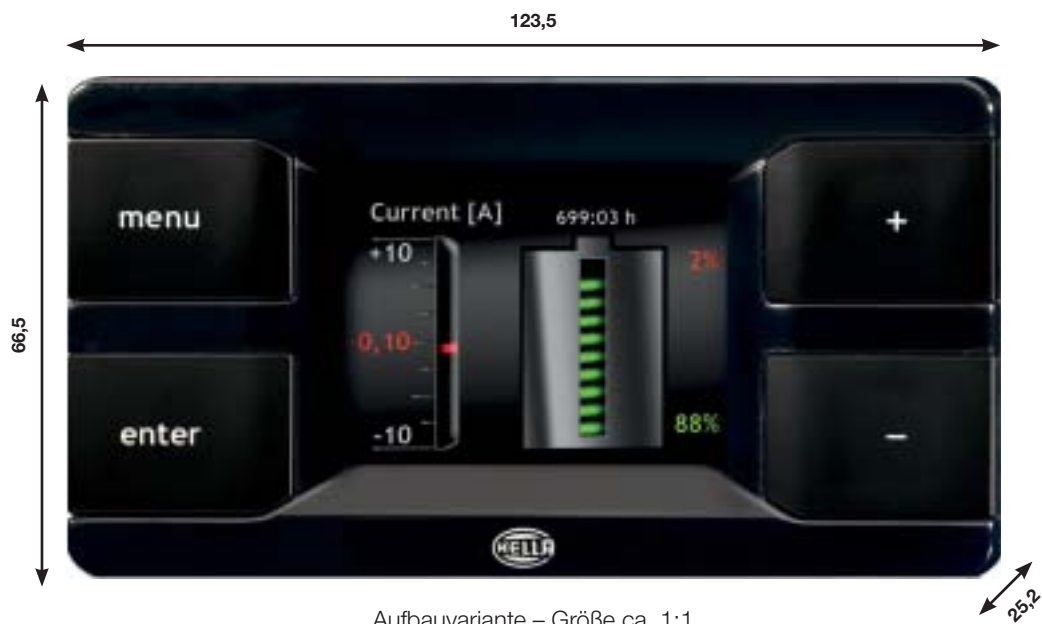 123,5
66,5
menu
enter
Current [A]
+10
0,10
-10
699:03 h
2%
88%
+
−
HELLA
25,2
Aufbauvariante – Größe ca. 1:1